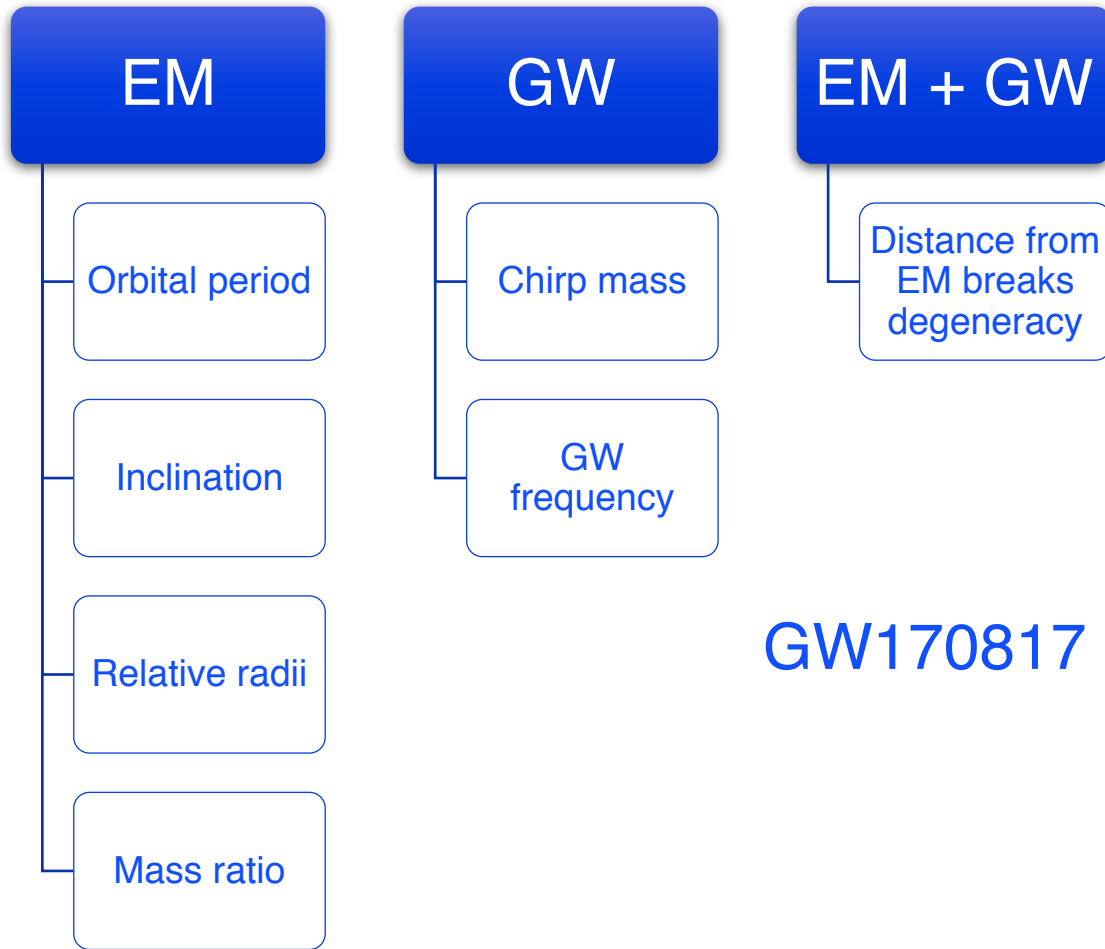 EM
Orbital period
Inclination
Relative radii
Mass ratio
GW
Chirp mass
GW
frequency
EM + GW
Distance from
EM breaks
degeneracy
GW170817